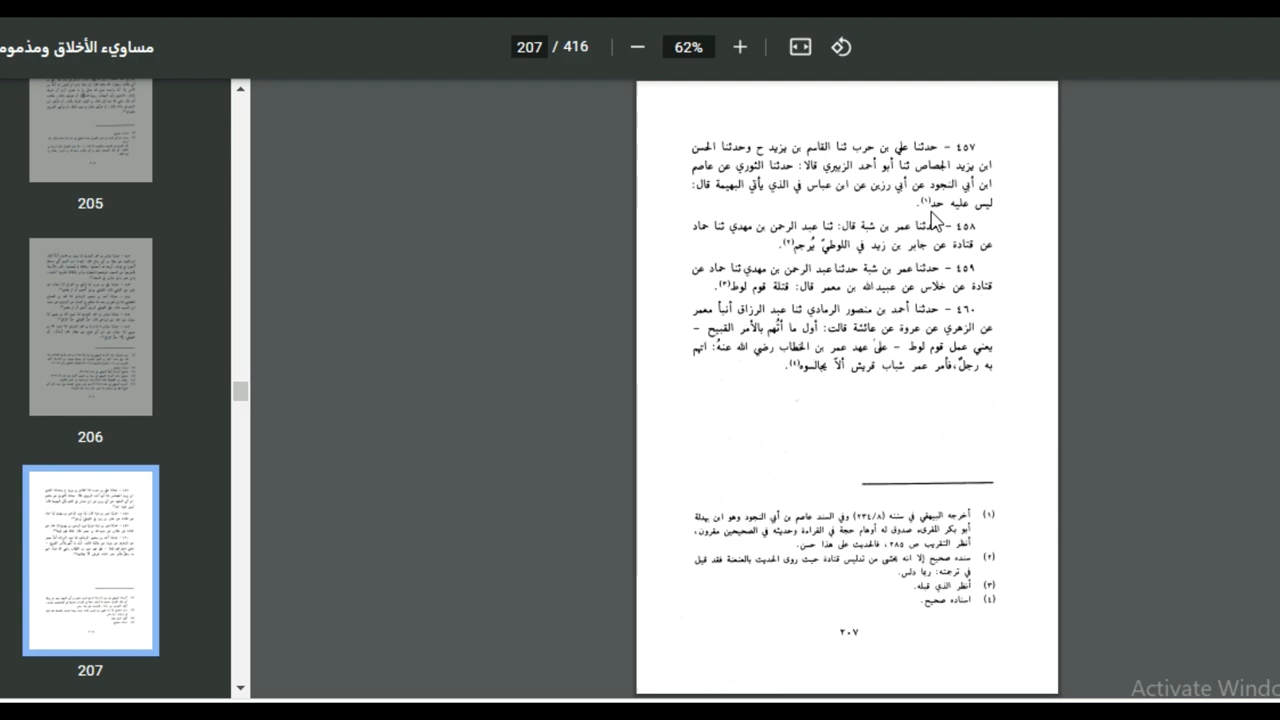 مساويء الأخلاق ومذموم
207 / 416
62%
205
206
207
٤٥٧ - حدثنا علي بن حرب ثنا القاسم بن يزيد ح وحدثنا الحسن
ابن يزيد الجصاص ثنا أبو أحمد الزبيري قالا: حدثنا الثوري عن عاصم
ابن أبي النجود عن أبي رزين عن ابن عباس في الذي يأتي البهيمة قال:
ليس عليه حد(١).
٤٥٨ - حدثنا عمر بن شبة قال: ثنا عبد الرحمن بن مهدي ثنا حماد
عن قتادة عن جابر بن زيد في اللوطيّ يُرجم(٢).
٤٥٩ - حدثنا عمر بن شبة حدثنا عبد الرحمن بن مهدي ثنا حماد عن
قتادة عن خلاس عن عبيدالله بن معمر قال: قتلة قوم لوط(٣).
٤٦٠ - حدثنا أحمد بن منصور الرمادي ثنا عبد الرزاق أنبأ معمر
عن الزهري عن عروة عن عائشة قالت: أول ما أتُهم بالأمر القبيح -
يعني عمل قوم لوط - على عهد عمر بن الخطاب رضي الله عنهُ: اتهم
به رجلٌ، فأمر عمر شباب قريش ألاّ يجالسوه(٤).
(١) أخرجه البيهقي في سننه (٢٣٤/٨) وفي السند عاصم بن أبي النجود وهو ابن بهدلة
أبو بكر المقرىء صدوق له أوهام حجة في القراءة وحديثه في الصحيحين مقرون،
أنظر التقريب ص ٢٨٥، فالحديث على هذا حسن.
(٢) سنده صحيح إلا انه يخشى من تدليس قتادة حيث روى الحديث بالعنعنة فقد قيل
في ترجمته: ربما دلس.
(٣) أنظر الذي قبله.
(٤) اسناده صحيح.
٢٠٧
Activate Windo